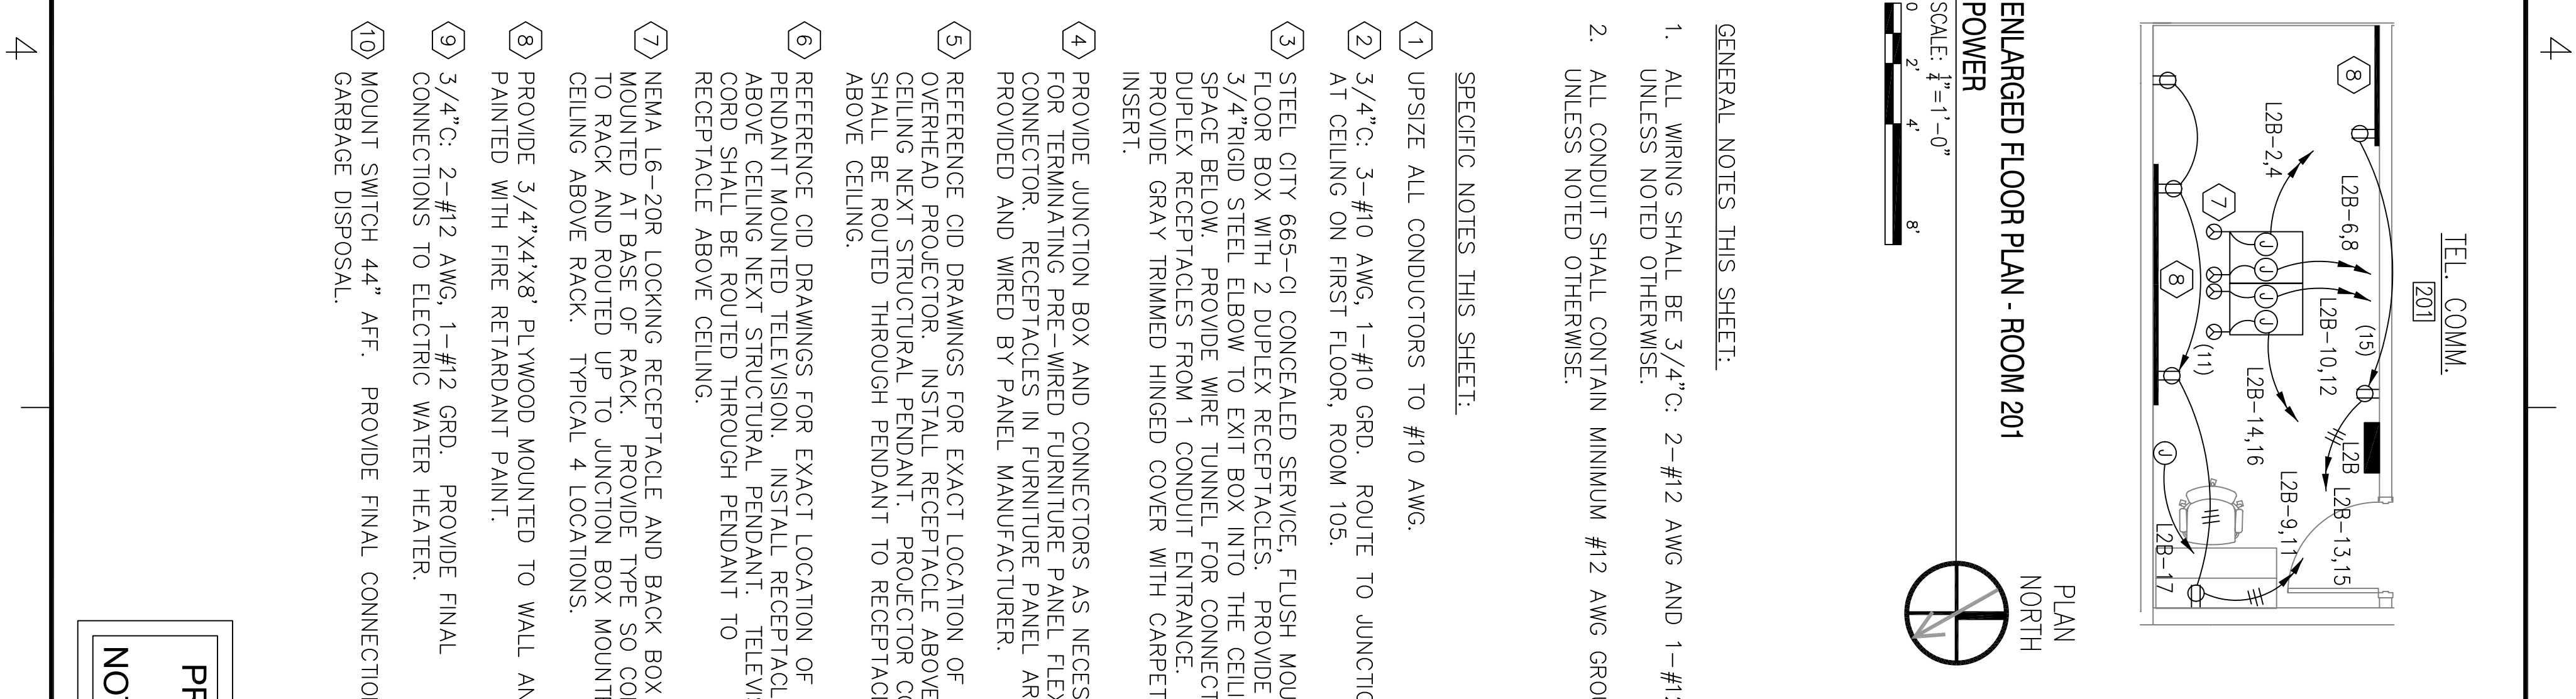 4
4
TEL. COMM.
201
8
L2B-2,4
L2B-6,8
7
J
J
J
J
8
L2B-10,12
(15)
(11)
L2B-14,16
L2B
J
L2B-9,11
L2B-13,15
L2B-17
ENLARGED FLOOR PLAN - ROOM 201
POWER
SCALE: 1/4"=1'-0"
0 2' 4' 8'
PLAN
NORTH
GENERAL NOTES THIS SHEET:
1. ALL WIRING SHALL BE 3/4"C: 2-#12 AWG AND 1-#12
UNLESS NOTED OTHERWISE.
2. ALL CONDUIT SHALL CONTAIN MINIMUM #12 AWG GROU
UNLESS NOTED OTHERWISE.
SPECIFIC NOTES THIS SHEET:
1 UPSIZE ALL CONDUCTORS TO #10 AWG.
2 3/4"C: 3-#10 AWG, 1-#10 GRD. ROUTE TO JUNCTIO
AT CEILING ON FIRST FLOOR, ROOM 105.
3 STEEL CITY 665-CI CONCEALED SERVICE, FLUSH MOU
FLOOR BOX WITH 2 DUPLEX RECEPTACLES. PROVIDE
3/4"RIGID STEEL ELBOW TO EXIT BOX INTO THE CEILI
SPACE BELOW. PROVIDE WIRE TUNNEL FOR CONNECT
DUPLEX RECEPTACLES FROM 1 CONDUIT ENTRANCE.
PROVIDE GRAY TRIMMED HINGED COVER WITH CARPET
INSERT.
4 PROVIDE JUNCTION BOX AND CONNECTORS AS NECES
FOR TERMINATING PRE-WIRED FURNITURE PANEL FLEX
CONNECTOR. RECEPTACLES IN FURNITURE PANEL AR
PROVIDED AND WIRED BY PANEL MANUFACTURER.
5 REFERENCE CID DRAWINGS FOR EXACT LOCATION OF
OVERHEAD PROJECTOR. INSTALL RECEPTACLE ABOVE
CEILING NEXT STRUCTURAL PENDANT. PROJECTOR CO
SHALL BE ROUTED THROUGH PENDANT TO RECEPTACL
ABOVE CEILING.
6 REFERENCE CID DRAWINGS FOR EXACT LOCATION OF
PENDANT MOUNTED TELEVISION. INSTALL RECEPTACL
ABOVE CEILING NEXT STRUCTURAL PENDANT. TELEVIS
CORD SHALL BE ROUTED THROUGH PENDANT TO
RECEPTACLE ABOVE CEILING.
7 NEMA L6-20R LOCKING RECEPTACLE AND BACK BOX
MOUNTED AT BASE OF RACK. PROVIDE TYPE SO COR
TO RACK AND ROUTED UP TO JUNCTION BOX MOUNTE
CEILING ABOVE RACK. TYPICAL 4 LOCATIONS.
8 PROVIDE 3/4"X4'X8' PLYWOOD MOUNTED TO WALL AN
PAINTED WITH FIRE RETARDANT PAINT.
9 3/4"C: 2-#12 AWG, 1-#12 GRD. PROVIDE FINAL
CONNECTIONS TO ELECTRIC WATER HEATER.
10 MOUNT SWITCH 44" AFF. PROVIDE FINAL CONNECTIO
GARBAGE DISPOSAL.
PR
NOT